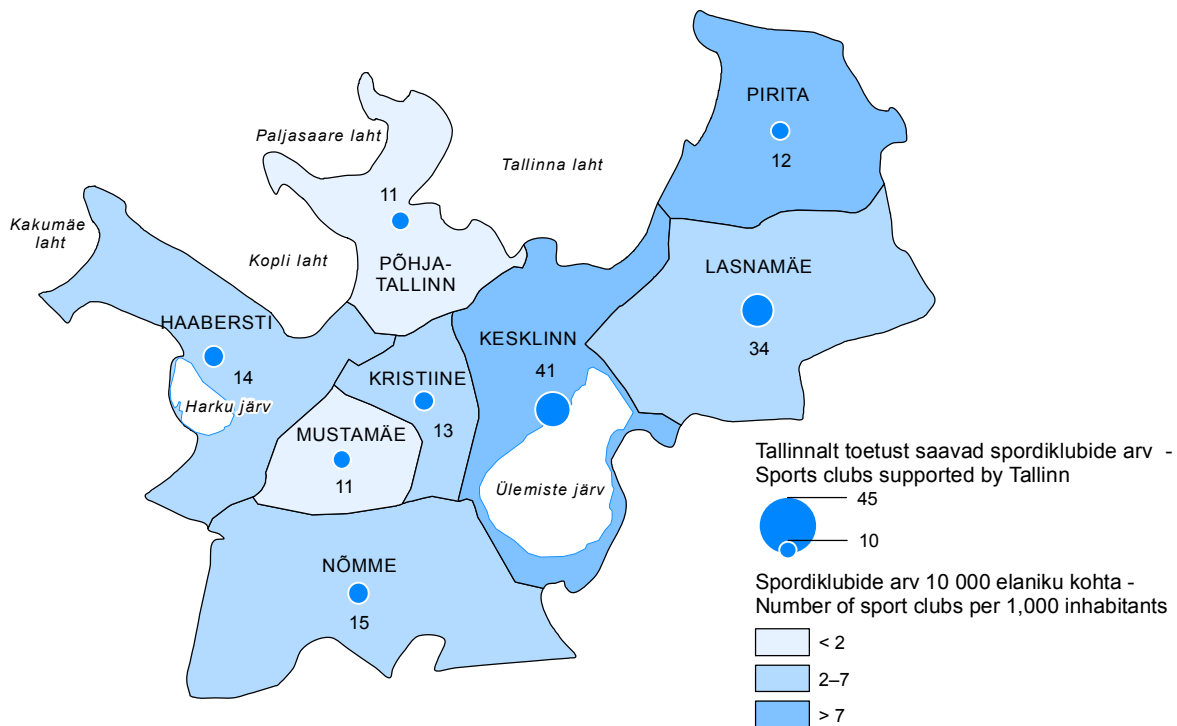 PIRITA
12
Paljasaare laht
Tallinna laht
11
PÕHJA-
TALLINN
Kakumäe
laht
Kopli laht
LASNAMÄE
34
HAABERSTI
14
Harku järv
KESKLINN
41
KRISTIINE
13
MUSTAMÄE
11
Ülemiste järv
NÕMME
15
Tallinnalt toetust saavad spordiklubide arv -
Sports clubs supported by Tallinn
45
10
Spordiklubide arv 10 000 elaniku kohta -
Number of sport clubs per 1,000 inhabitants
< 2
2–7
> 7